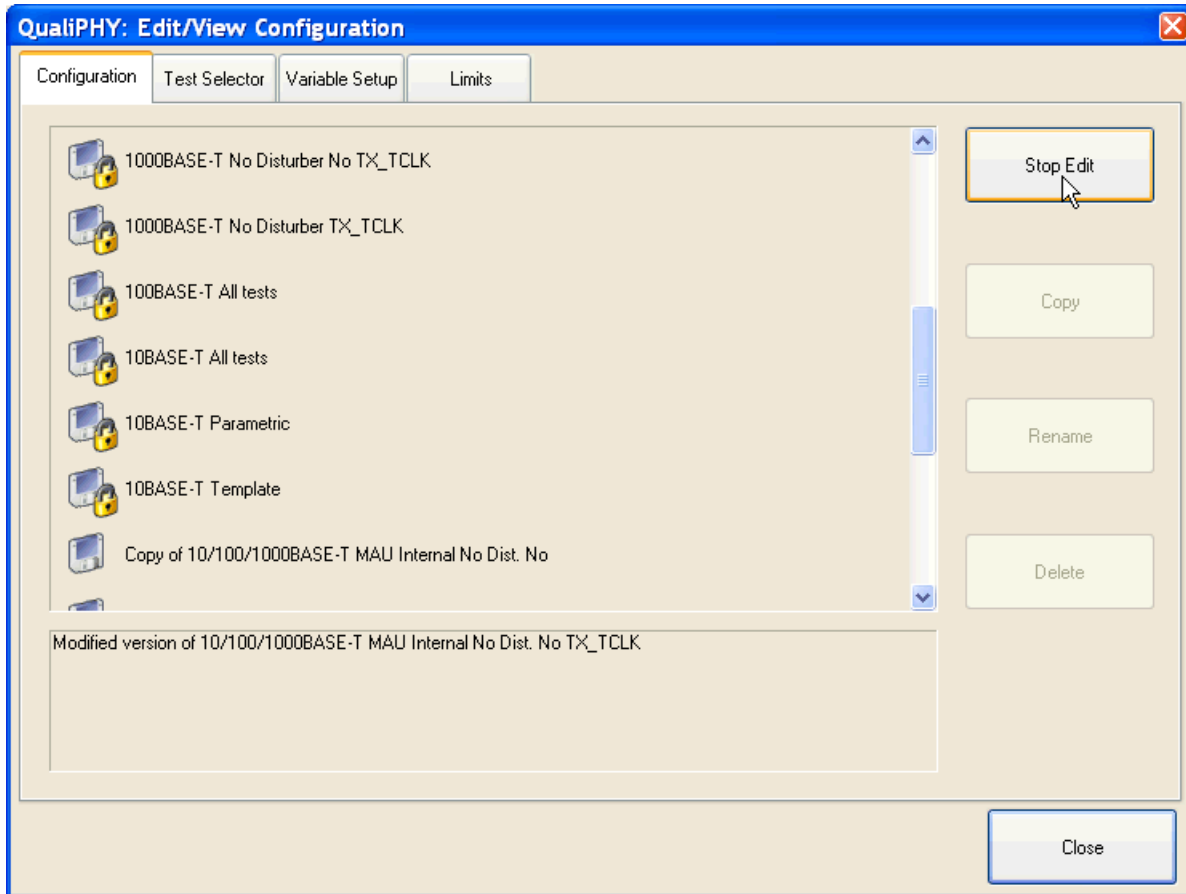 QualiPHY: Edit/View Configuration
Configuration
Test Selector
Variable Setup
Limits
1000BASE-T No Disturber No TX_TCLK
1000BASE-T No Disturber TX_TCLK
100BASE-T All tests
10BASE-T All tests
10BASE-T Parametric
10BASE-T Template
Copy of 10/100/1000BASE-T MAU Internal No Dist. No
Modified version of 10/100/1000BASE-T MAU Internal No Dist. No TX_TCLK
Stop Edit
Copy
Rename
Delete
Close